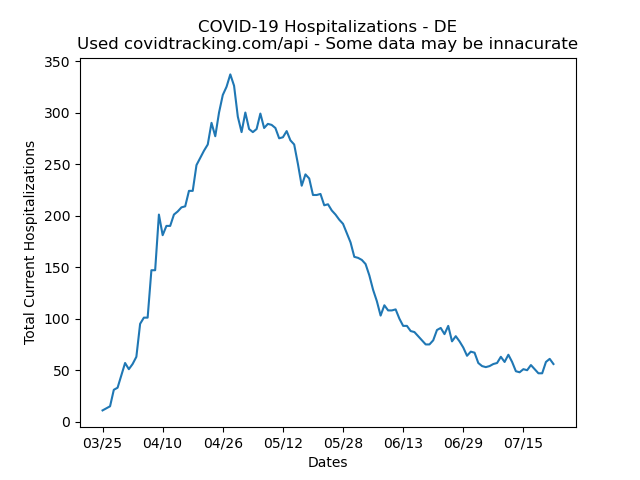 COVID-19 Hospitalizations - DE
Used covidtracking.com/api - Some data may be innacurate
350
300
250
200
150
100
50
0
Total Current Hospitalizations
03/25 04/10 04/26 05/12 05/28 06/13 06/29 07/15
Dates